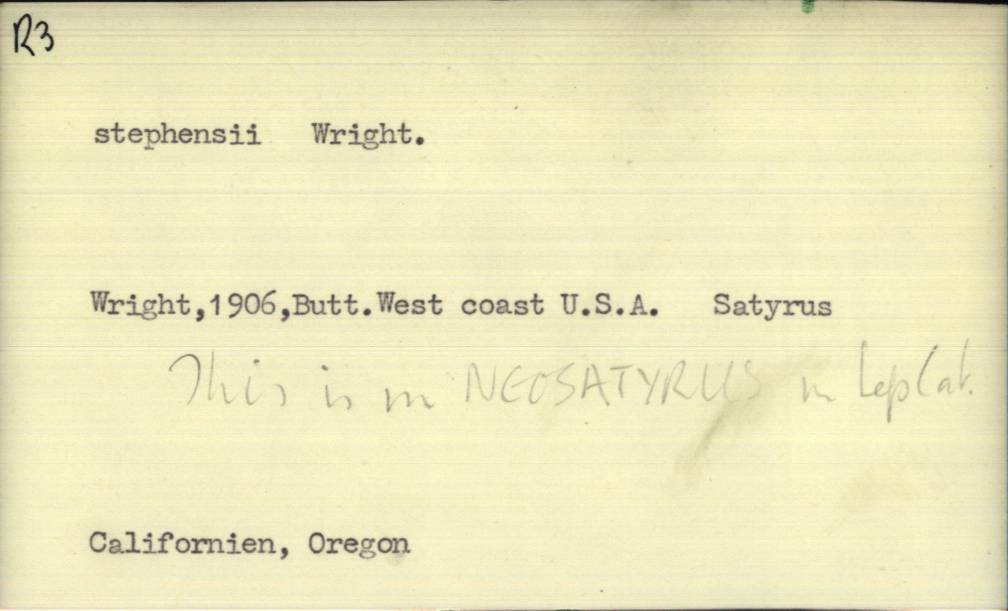 R3
stephensii Wright.
Wright,1906,Butt.West coast U.S.A. Satyrus
This is in NEOSATYRUS in LepCat.
Californien, Oregon